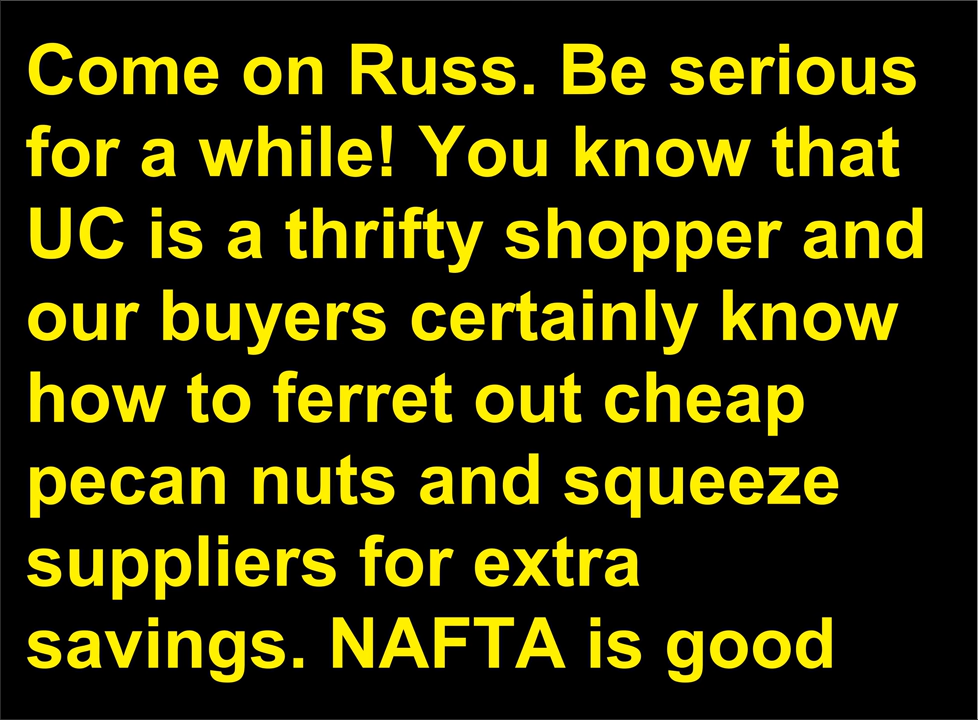 Come on Russ. Be serious
for a while! You know that
UC is a thrifty shopper and
our buyers certainly know
how to ferret out cheap
pecan nuts and squeeze
suppliers for extra
savings. NAFTA is good